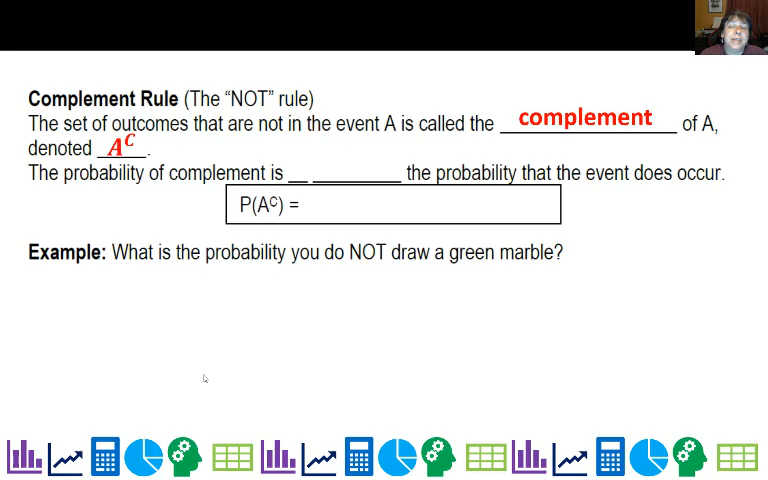 Complement Rule (The “NOT” rule)
The set of outcomes that are not in the event A is called the complement of A,
denoted A^C.
The probability of complement is __ ________ the probability that the event does occur.
P(A^C) =
Example: What is the probability you do NOT draw a green marble?